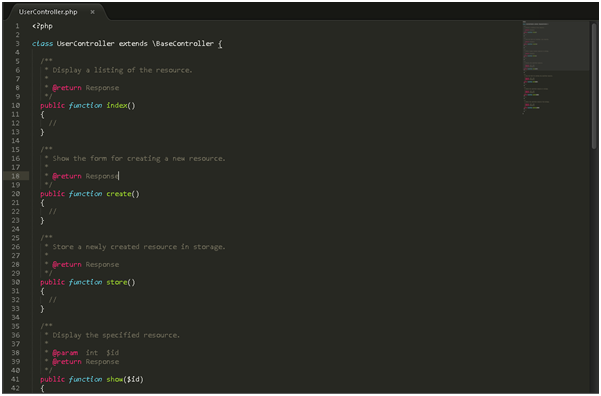 UserController.php ×
1 <?php
2
3 class UserController extends \BaseController {
4
5 /**
6 * Display a listing of the resource.
7 *
8 * @return Response
9 */
10 public function index()
11 {
12 //
13 }
14
15 /**
16 * Show the form for creating a new resource.
17 *
18 * @return Response
19 */
20 public function create()
21 {
22 //
23 }
24
25 /**
26 * Store a newly created resource in storage.
27 *
28 * @return Response
29 */
30 public function store()
31 {
32 //
33 }
34
35 /**
36 * Display the specified resource.
37 *
38 * @param int $id
39 * @return Response
40 */
41 public function show($id)
42 {